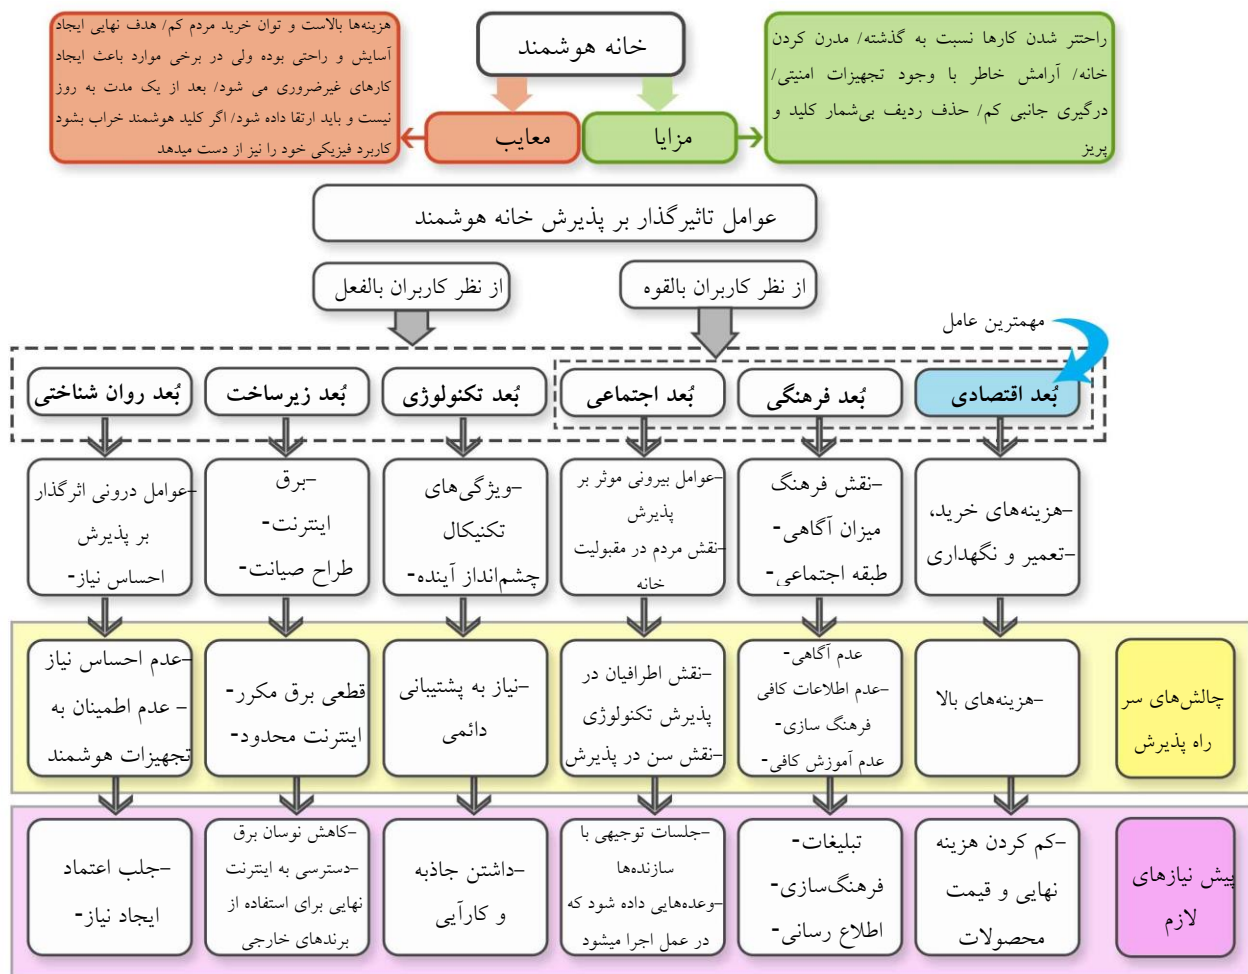 خانه هوشمند
راحتتر شدن کارها نسبت به گذشته/ مدرن کردن
خانه/ آرامش خاطر با وجود تجهیزات امنیتی/
درگیری جانبی کم/ حذف ردیف بی‌شمار کلید و
پریز
مزایا
معایب
هزینه‌ها بالاست و توان خرید مردم کم/ هدف نهایی ایجاد
آسایش و راحتی بوده ولی در برخی موارد باعث ایجاد
کارهای غیرضروری می شود/ بعد از یک مدت به روز
نیست و باید ارتقا داده شود/ اگر کلید هوشمند خراب بشود
کاربرد فیزیکی خود را نیز از دست میدهد
عوامل تاثیرگذار بر پذیرش خانه هوشمند
از نظر کاربران بالقوه
از نظر کاربران بالفعل
مهمترین عامل
بُعد اقتصادی
بُعد فرهنگی
بُعد اجتماعی
بُعد تکنولوژی
بُعد زیرساخت
بُعد روان شناختی
-هزینه‌های خرید،
-تعمیر و نگهداری
-نقش فرهنگ
میزان آگاهی-
طبقه اجتماعی-
-عوامل بیرونی موثر بر
پذیرش
-نقش مردم در مقبولیت
خانه
-ویژگی‌های
تکنیکال
چشم‌انداز آینده-
برق-
اینترنت-
طراح صیانت-
-عوامل درونی اثرگذار
بر پذیرش
احساس نیاز-
چالش‌های سر
راه پذیرش
-هزینه‌های بالا
عدم آگاهی-
-عدم اطلاعات کافی
فرهنگ سازی-
عدم آموزش کافی-
-نقش اطرافیان در
پذیرش تکنولوژی
-نقش سن در پذیرش
-نیاز به پشتیبانی
دائمی
قطعی برق مکرر-
اینترنت محدود-
-عدم احساس نیاز
- عدم اطمینان به
تجهیزات هوشمند
پیش نیازهای
لازم
-کم کردن هزینه
نهایی و قیمت
محصولات
تبلیغات-
فرهنگ‌سازی-
اطلاع رسانی-
-جلسات توجیهی با
سازنده‌ها
-وعده‌هایی داده شود که
در عمل اجرا میشود
-داشتن جاذبه
و کارآیی
-کاهش نوسان برق
-دسترسی به اینترنت
نهایی برای استفاده از
برندهای خارجی
-جلب اعتماد
ایجاد نیاز-